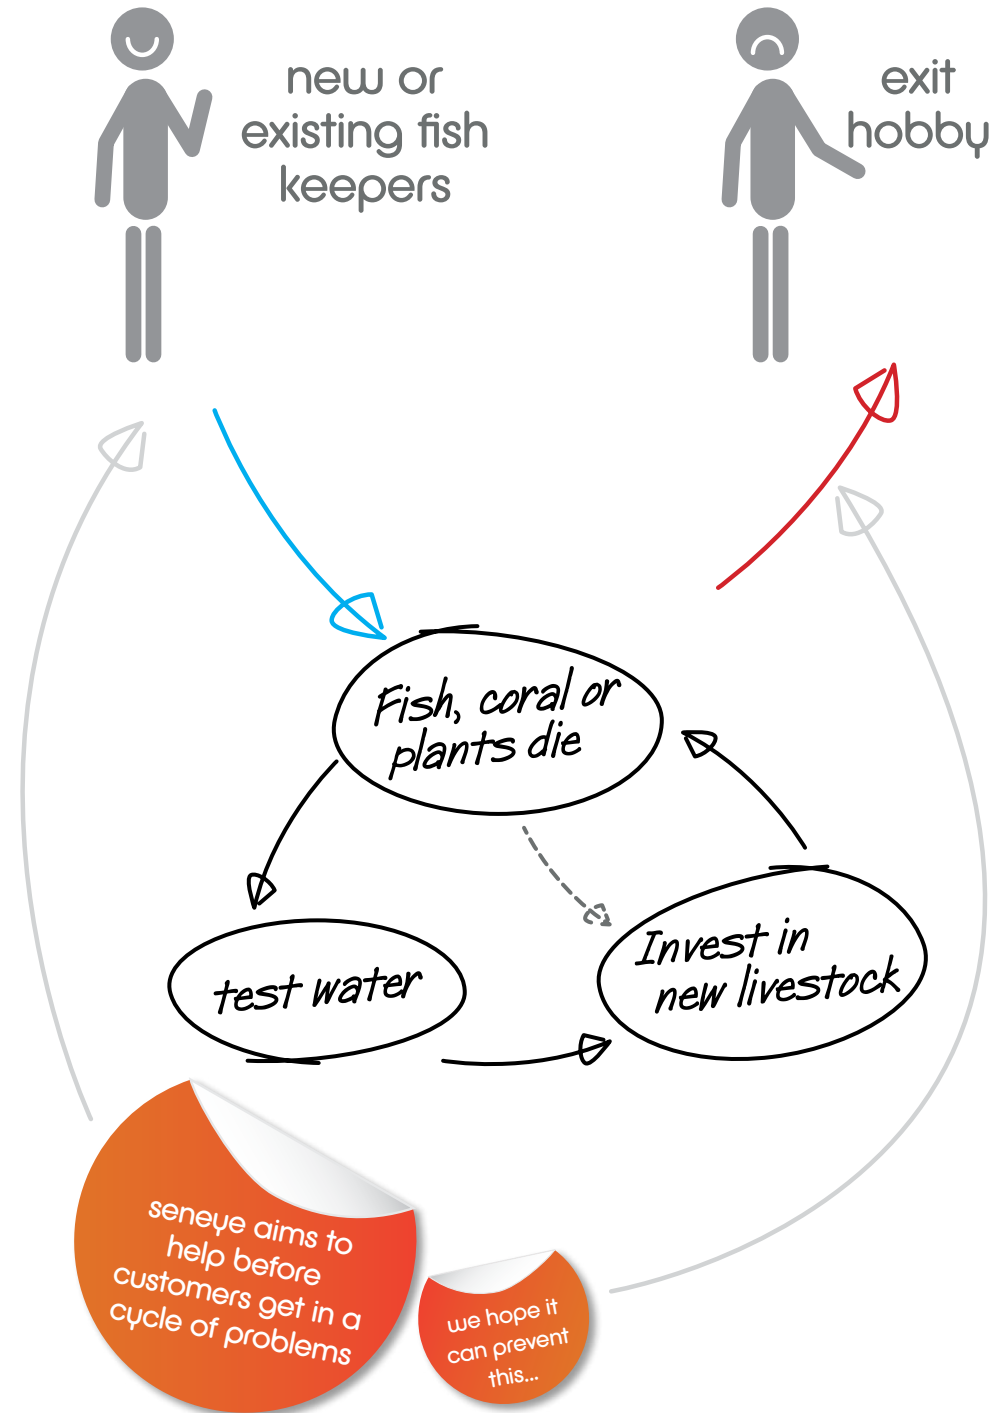 new or
existing fish
keepers
exit
hobby
Fish, coral or
plants die
test water
Invest in
new livestock
seneye aims to
help before
customers get in a
cycle of problems
we hope it
can prevent
this...